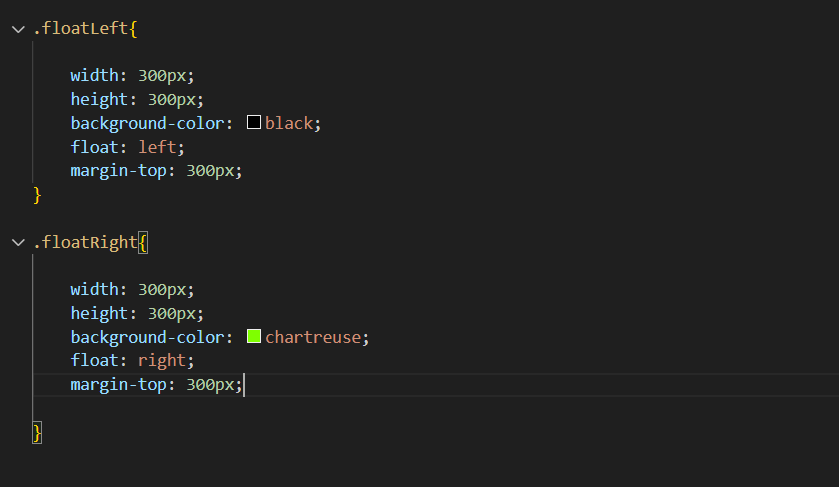 .floatLeft{
width: 300px;
height: 300px;
background-color: black;
float: left;
margin-top: 300px;
}
.floatRight{
width: 300px;
height: 300px;
background-color: chartreuse;
float: right;
margin-top: 300px;
}